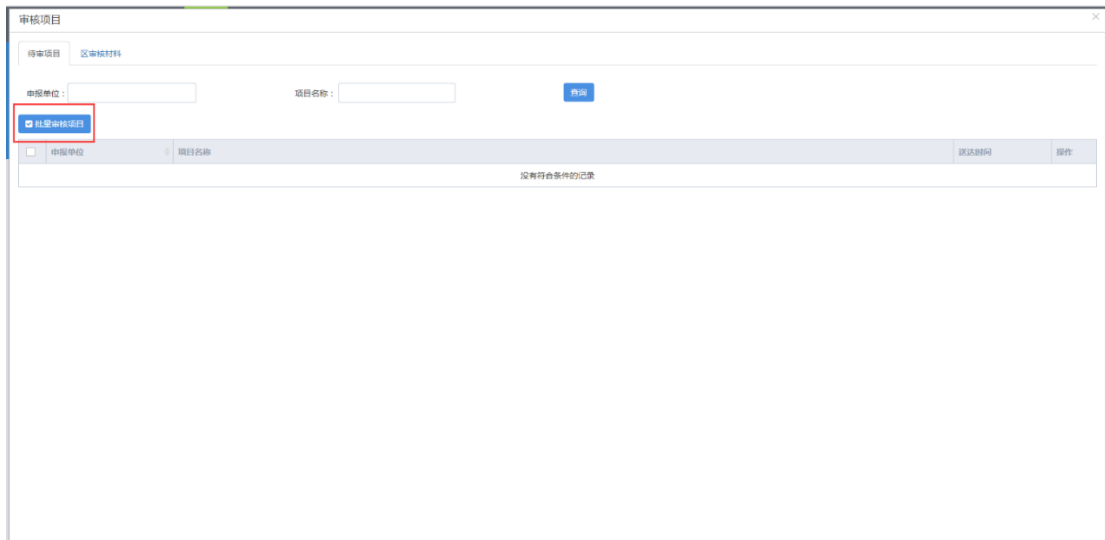 审核项目
待审项目 区审核材料
申报单位： 项目名称： 查询
批量审核项目
申报单位 项目名称 送达时间 操作
没有符合条件的记录